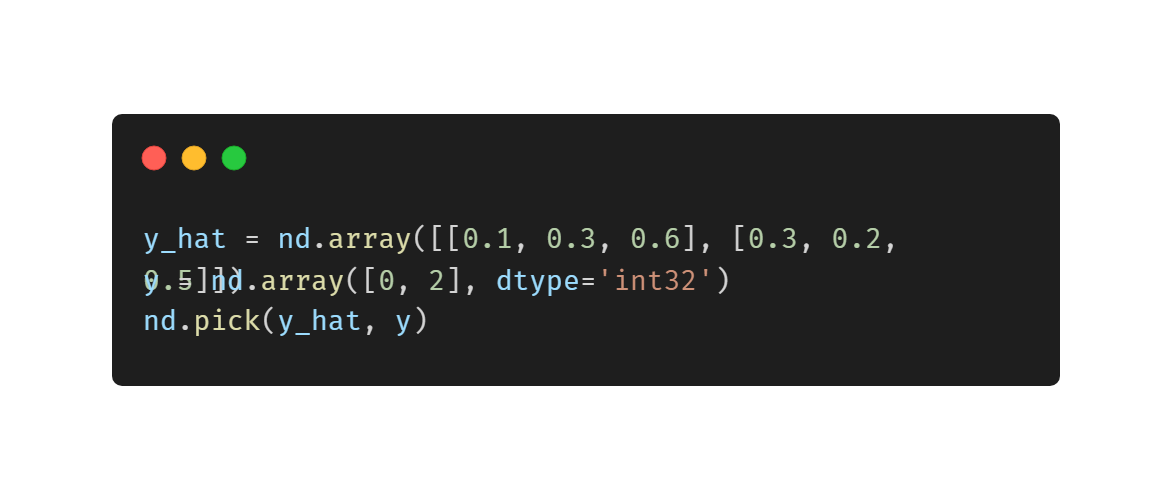 y_hat = nd.array([[0.1, 0.3, 0.6], [0.3, 0.2,
0.5]])
y = nd.array([0, 2], dtype='int32')
nd.pick(y_hat, y)